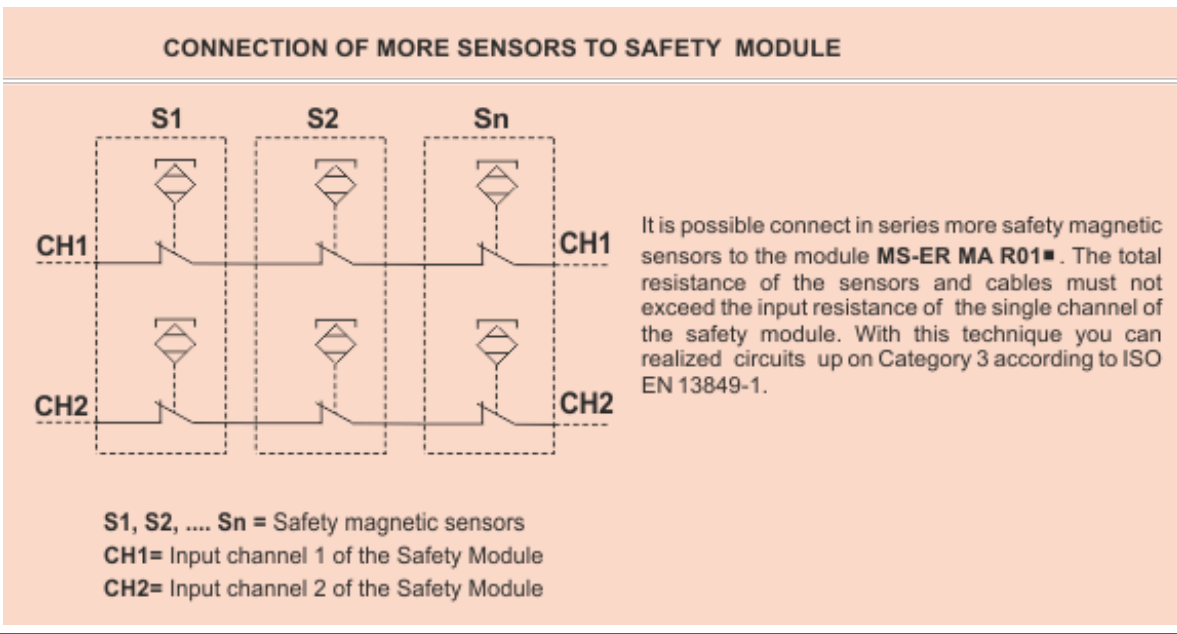 CONNECTION OF MORE SENSORS TO SAFETY MODULE
S1 S2 Sn
CH1 CH1
CH2 CH2
It is possible connect in series more safety magnetic
sensors to the module MS-ER MA R01■. The total
resistance of the sensors and cables must not
exceed the input resistance of the single channel of
the safety module. With this technique you can
realized circuits up on Category 3 according to ISO
EN 13849-1.
S1, S2, .... Sn = Safety magnetic sensors
CH1= Input channel 1 of the Safety Module
CH2= Input channel 2 of the Safety Module